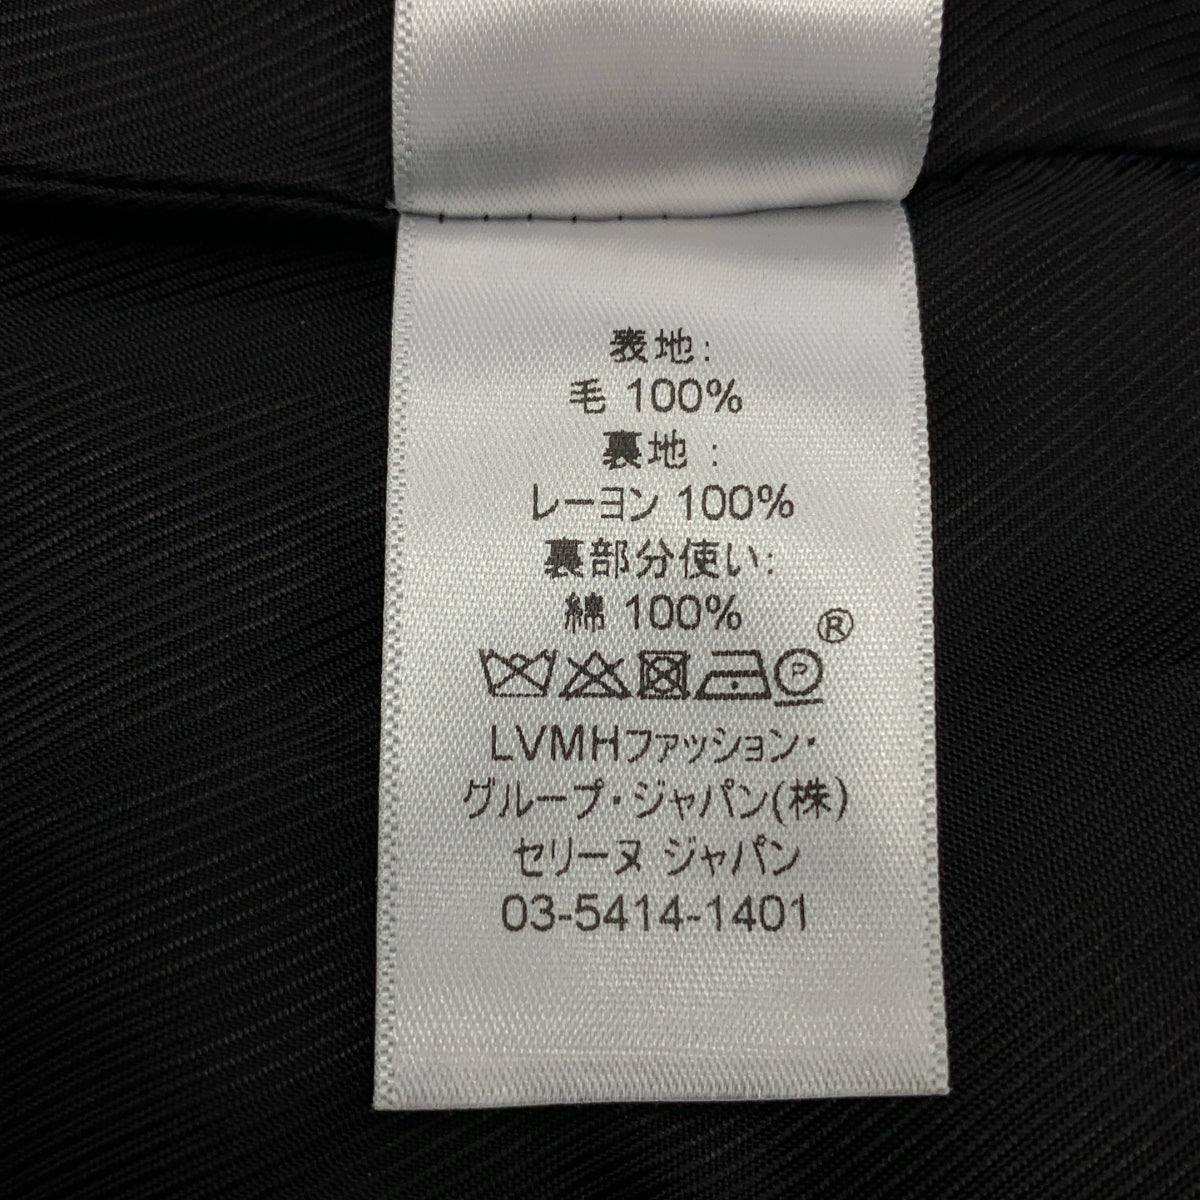 表地:
毛 100%
裏地 :
レーヨン 100%
裏部分使い:
綿 100%
®
P
LVMHファッション・
グループ・ジャパン(株)
セリーヌ ジャパン
03-5414-1401